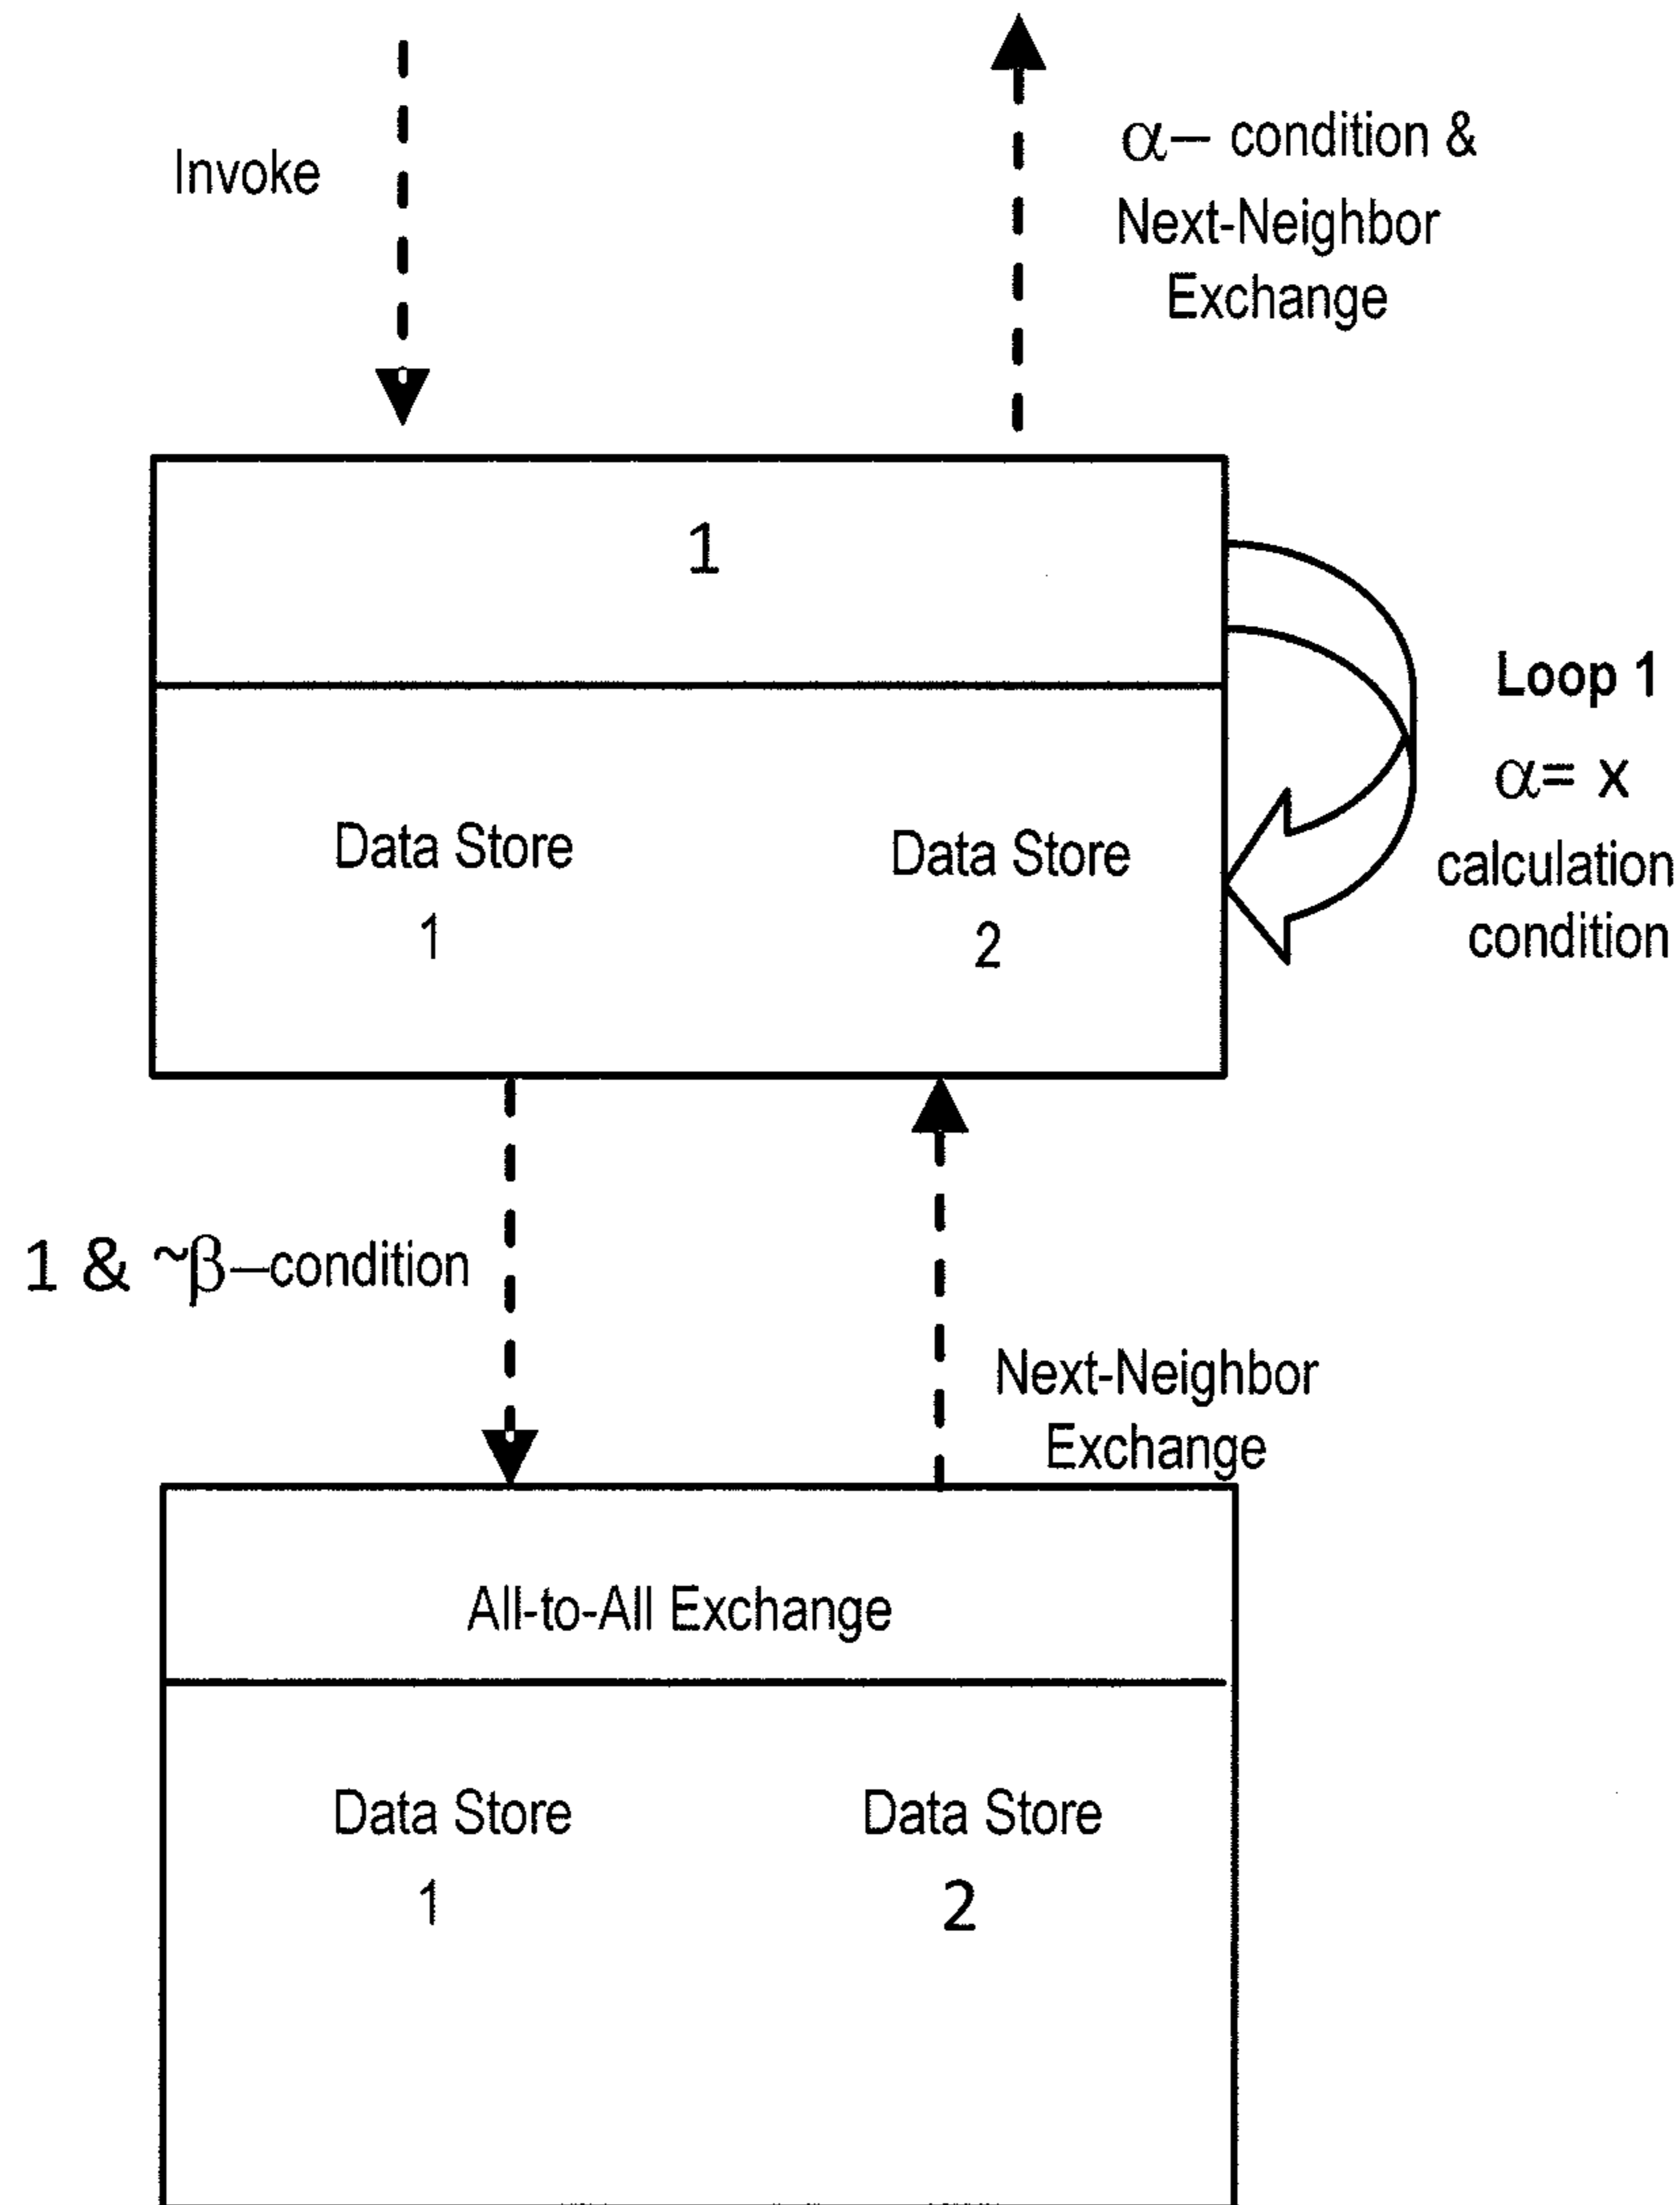 Invoke
α– condition &
Next-Neighbor
Exchange
1
Loop 1
α= x
calculation
condition
Data Store
1
Data Store
2
1 & ~β–condition
Next-Neighbor
Exchange
All-to-All Exchange
Data Store
1
Data Store
2